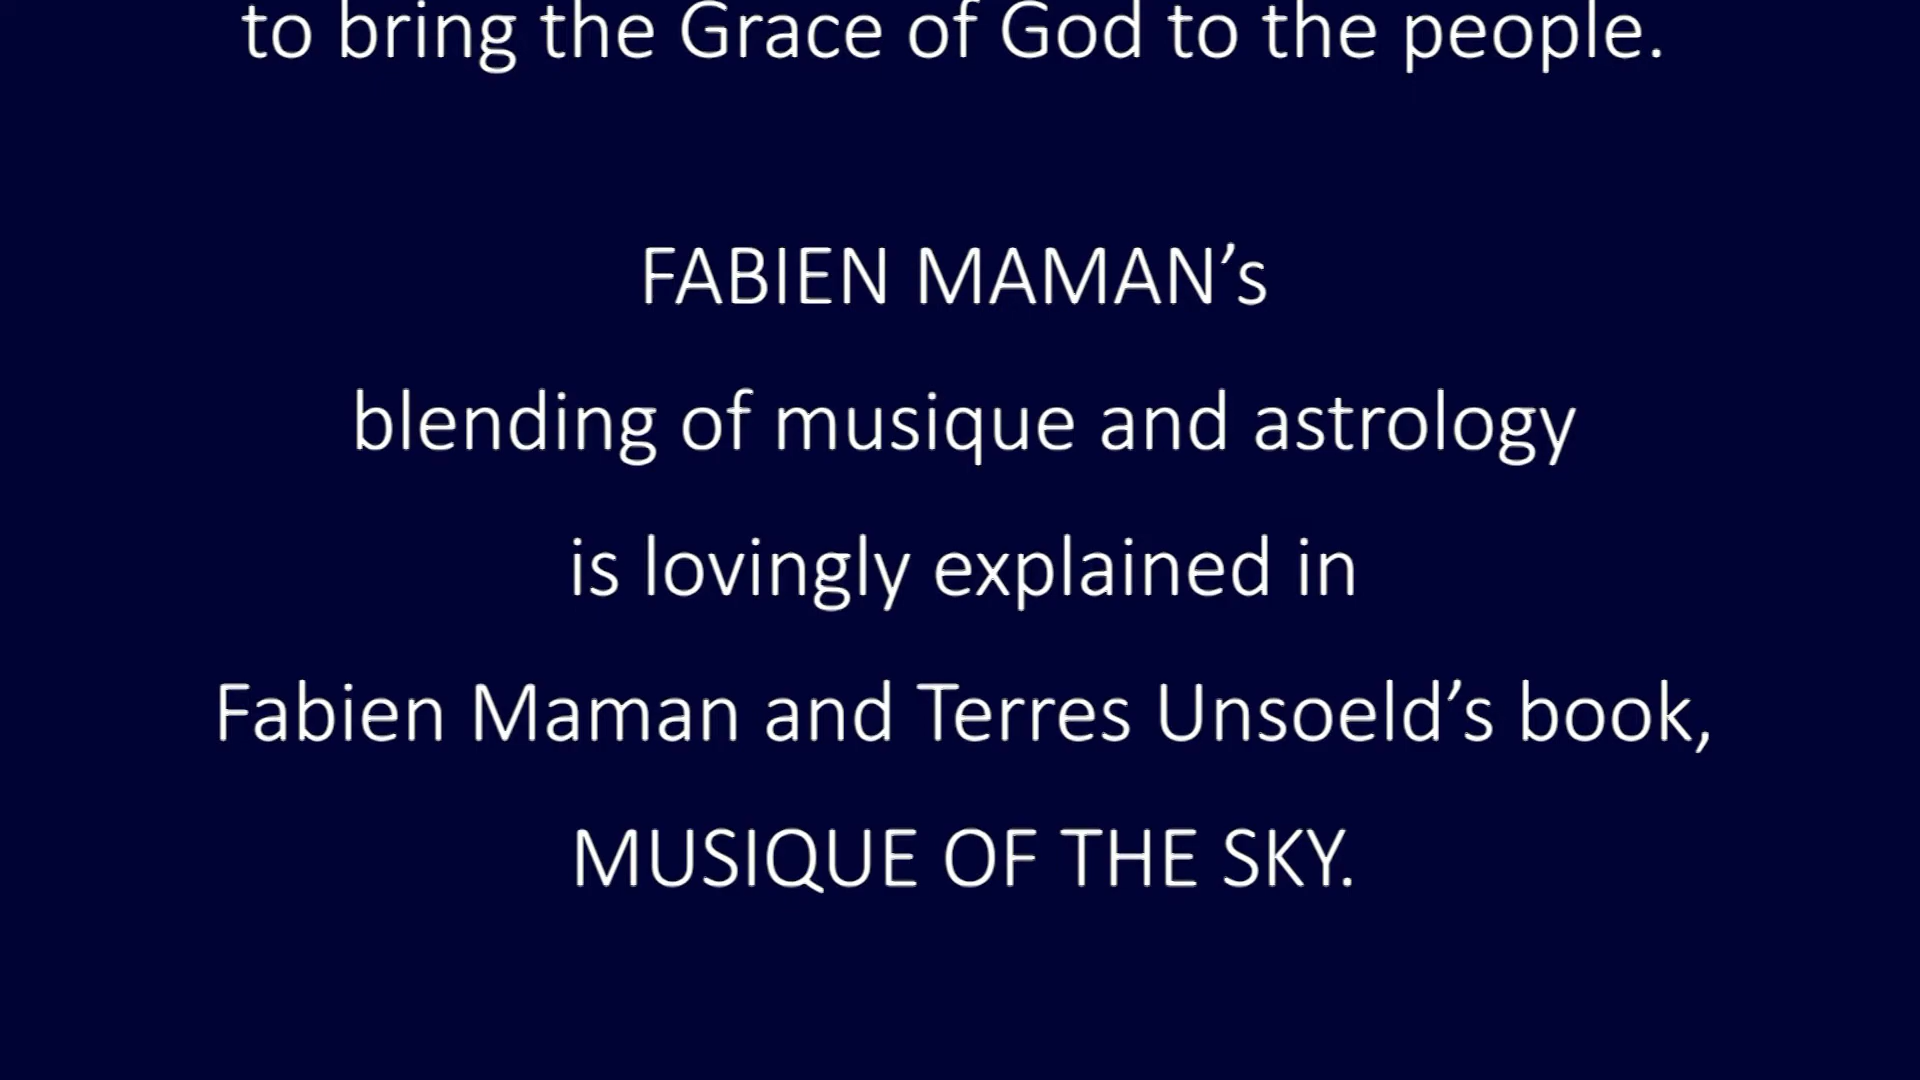 to bring the Grace of God to the people.
FABIEN MAMAN’s
blending of musique and astrology
is lovingly explained in
Fabien Maman and Terres Unsoeld’s book,
MUSIQUE OF THE SKY.